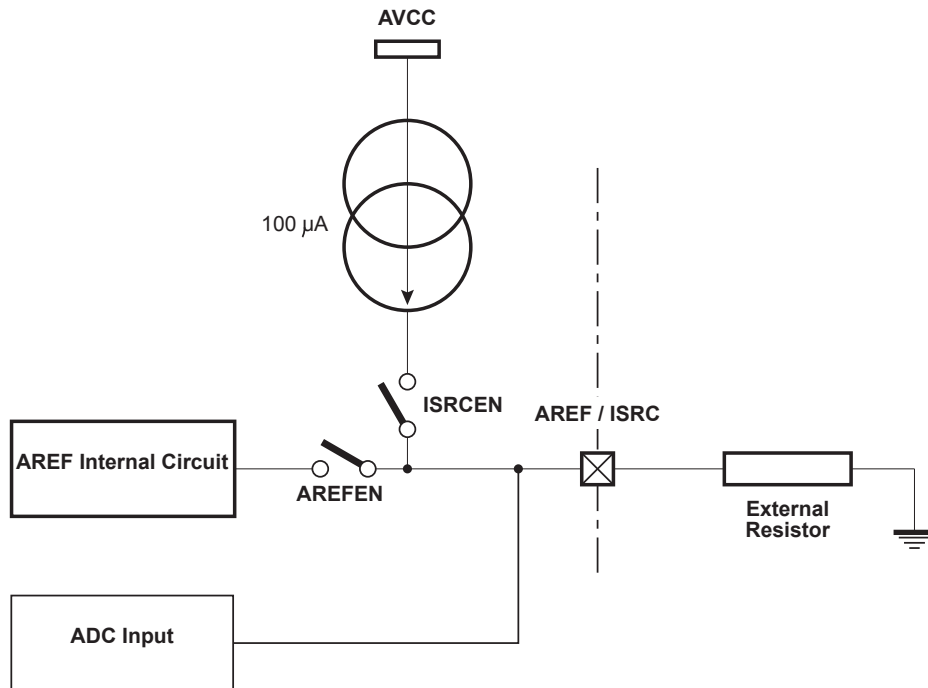 AVCC
100 µA
ISRCEN
AREF / ISRC
AREF Internal Circuit
AREFEN
External
Resistor
ADC Input